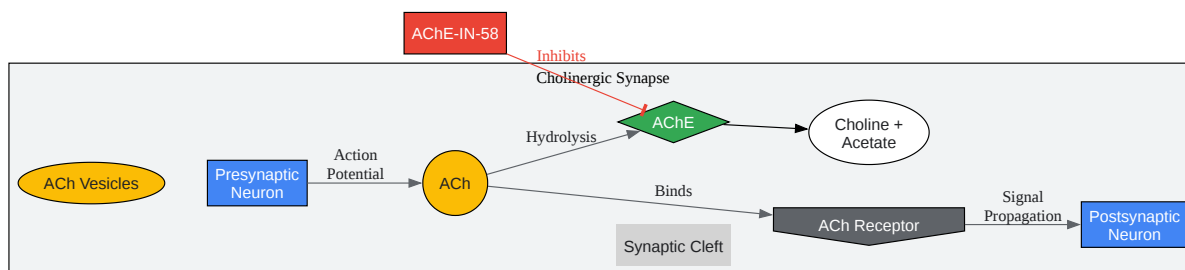 AChE-IN-58
Inhibits
Cholinergic Synapse
AChE
Choline +
Acetate
Hydrolysis
Action
Potential
ACh Vesicles
Presynaptic
Neuron
ACh
Binds
ACh Receptor
Signal
Propagation
Postsynaptic
Neuron
Synaptic Cleft